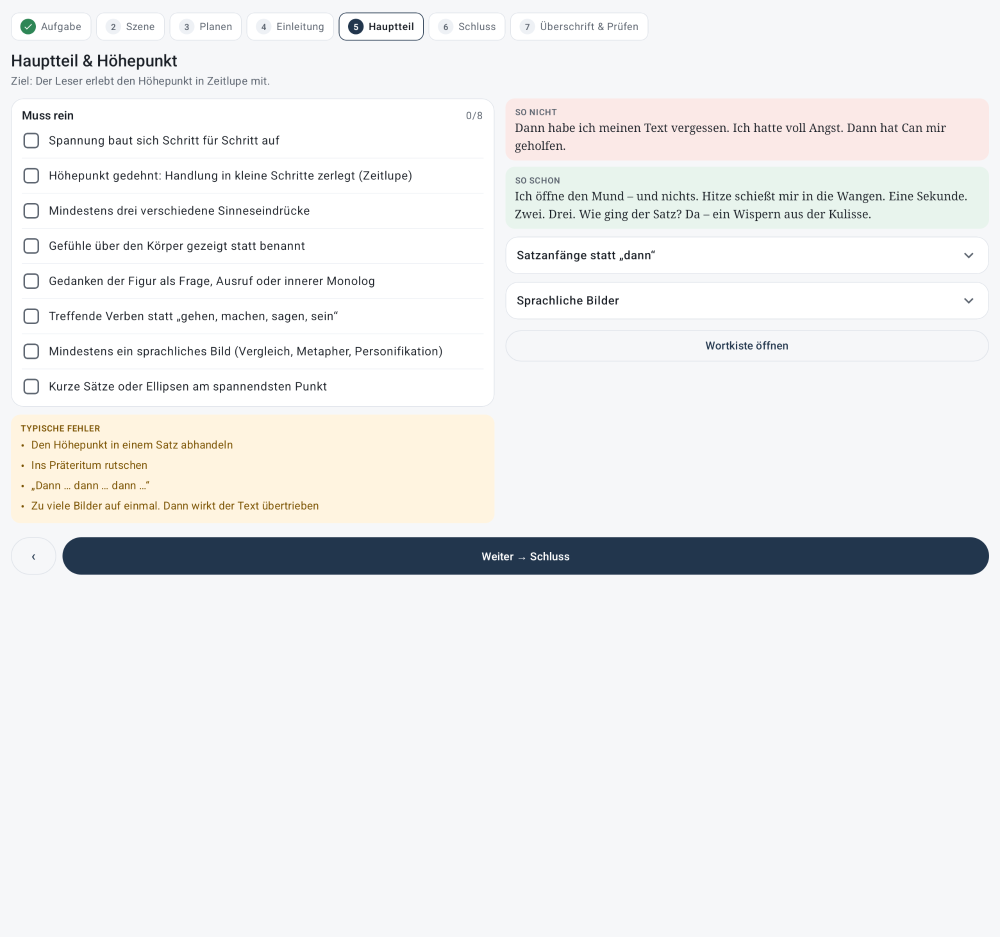 Aufgabe
2 Szene
3 Planen
4 Einleitung
5 Hauptteil
6 Schluss
7 Überschrift & Prüfen
Hauptteil & Höhepunkt
Ziel: Der Leser erlebt den Höhepunkt in Zeitlupe mit.
Muss rein 0/8
Spannung baut sich Schritt für Schritt auf
Höhepunkt gedehnt: Handlung in kleine Schritte zerlegt (Zeitlupe)
Mindestens drei verschiedene Sinneseindrücke
Gefühle über den Körper gezeigt statt benannt
Gedanken der Figur als Frage, Ausruf oder innerer Monolog
Treffende Verben statt „gehen, machen, sagen, sein“
Mindestens ein sprachliches Bild (Vergleich, Metapher, Personifikation)
Kurze Sätze oder Ellipsen am spannendsten Punkt
TYPISCHE FEHLER
• Den Höhepunkt in einem Satz abhandeln
• Ins Präteritum rutschen
• „Dann … dann … dann …“
• Zu viele Bilder auf einmal. Dann wirkt der Text übertrieben
SO NICHT
Dann habe ich meinen Text vergessen. Ich hatte voll Angst. Dann hat Can mir
geholfen.
SO SCHON
Ich öffne den Mund – und nichts. Hitze schießt mir in die Wangen. Eine Sekunde.
Zwei. Drei. Wie ging der Satz? Da – ein Wispern aus der Kulisse.
Satzanfänge statt „dann“
Sprachliche Bilder
Wortkiste öffnen
‹
Weiter → Schluss